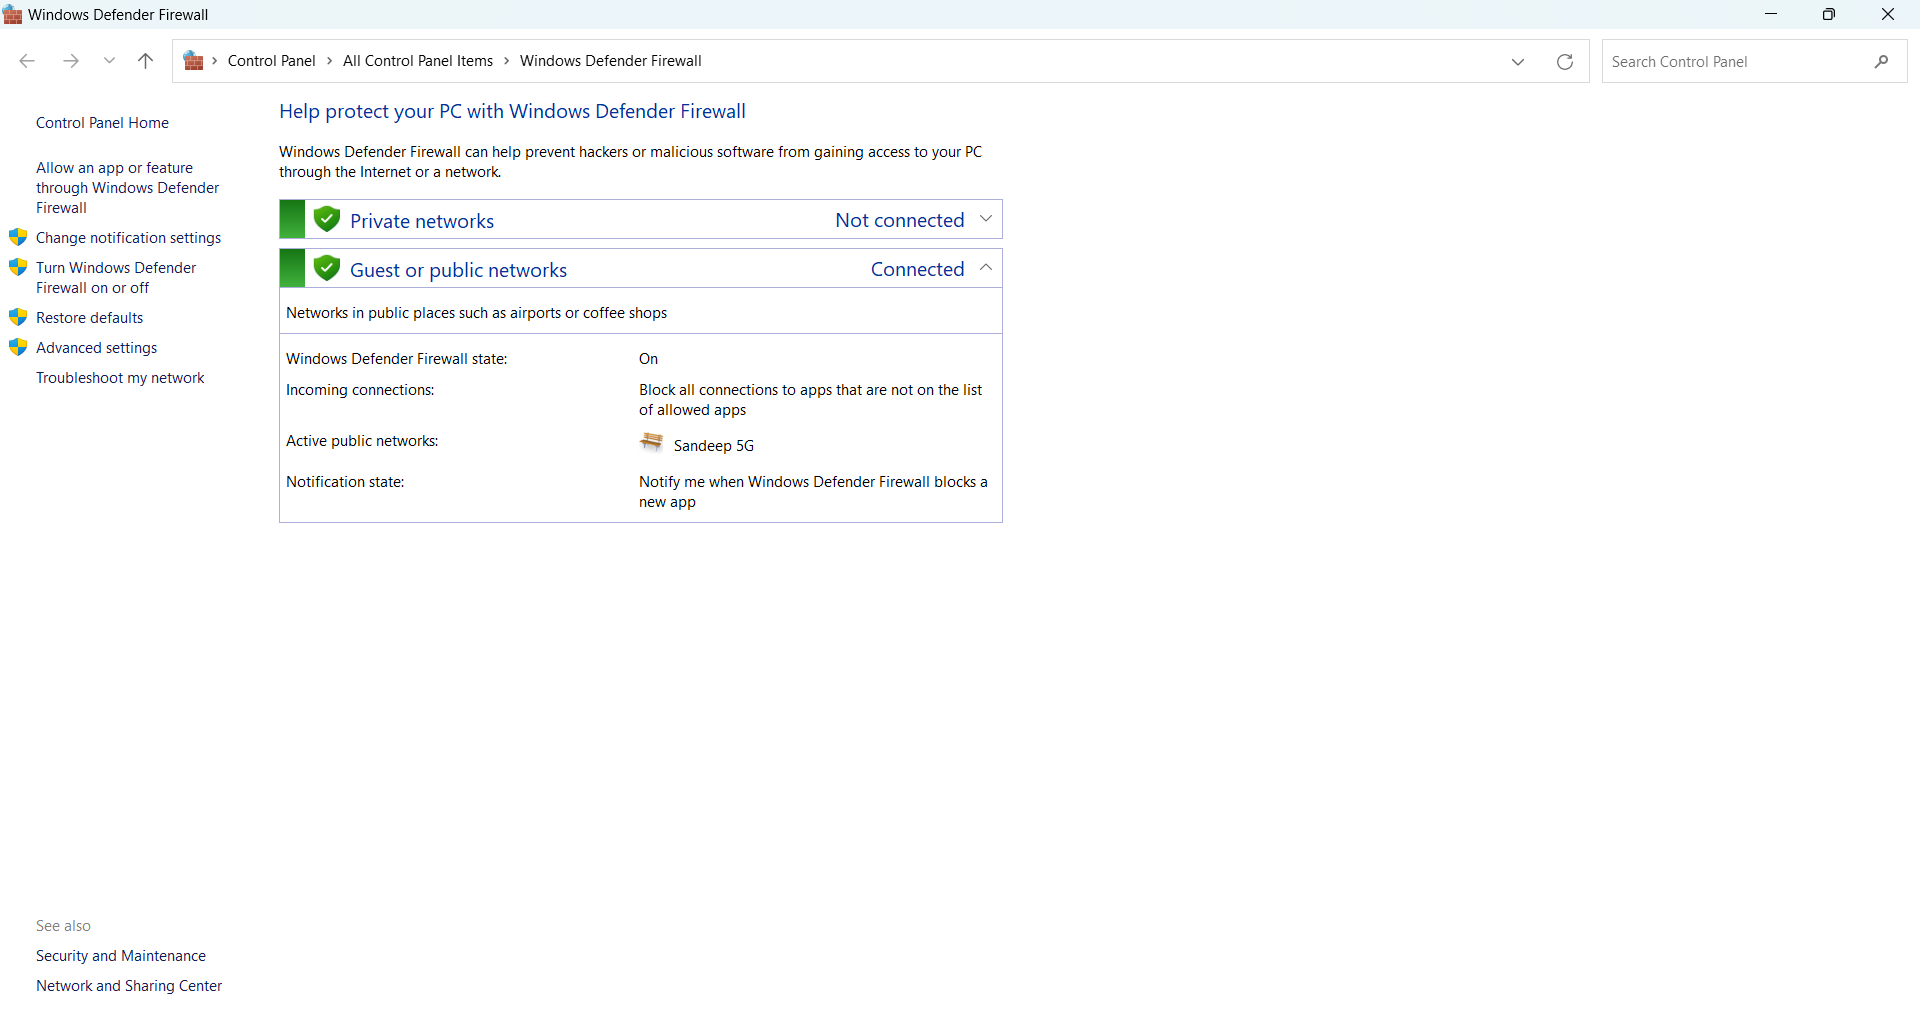 Windows Defender Firewall
Control Panel › All Control Panel Items › Windows Defender Firewall
Search Control Panel
Control Panel Home
Allow an app or feature
through Windows Defender
Firewall
Change notification settings
Turn Windows Defender
Firewall on or off
Restore defaults
Advanced settings
Troubleshoot my network
Help protect your PC with Windows Defender Firewall
Windows Defender Firewall can help prevent hackers or malicious software from gaining access to your PC
through the Internet or a network.
Private networks Not connected
Guest or public networks Connected
Networks in public places such as airports or coffee shops
Windows Defender Firewall state: On
Incoming connections: Block all connections to apps that are not on the list
of allowed apps
Active public networks: Sandeep 5G
Notification state: Notify me when Windows Defender Firewall blocks a
new app
See also
Security and Maintenance
Network and Sharing Center